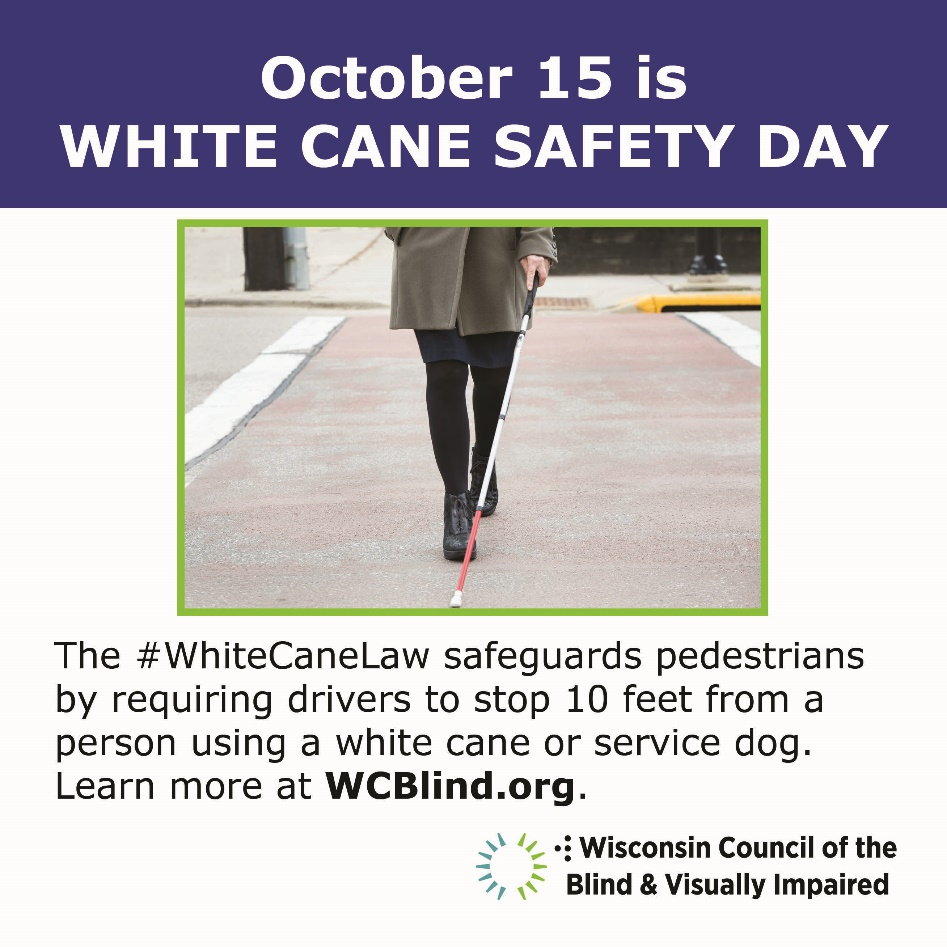 October 15 is
WHITE CANE SAFETY DAY
The #WhiteCaneLaw safeguards pedestrians
by requiring drivers to stop 10 feet from a
person using a white cane or service dog.
Learn more at WCBlind.org.
Wisconsin Council of the
Blind & Visually Impaired